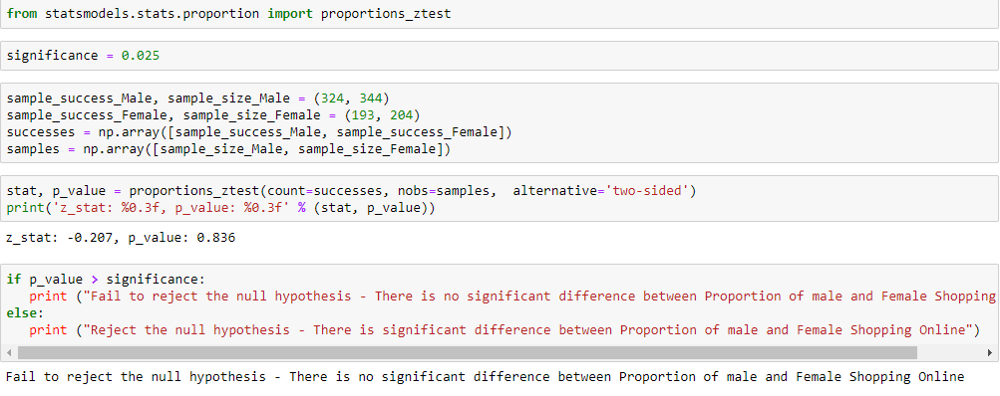 from statsmodels.stats.proportion import proportions_ztest
significance = 0.025
sample_success_Male, sample_size_Male = (324, 344)
sample_success_Female, sample_size_Female = (193, 204)
successes = np.array([sample_success_Male, sample_success_Female])
samples = np.array([sample_size_Male, sample_size_Female])
stat, p_value = proportions_ztest(count=successes, nobs=samples,  alternative='two-sided')
print('z_stat: %0.3f, p_value: %0.3f' % (stat, p_value))
z_stat: -0.207, p_value: 0.836
if p_value > significance:
   print ("Fail to reject the null hypothesis - There is no significant difference between Proportion of male and Female Shopping
else:
   print ("Reject the null hypothesis - There is significant difference between Proportion of male and Female Shopping Online")
Fail to reject the null hypothesis - There is no significant difference between Proportion of male and Female Shopping Online